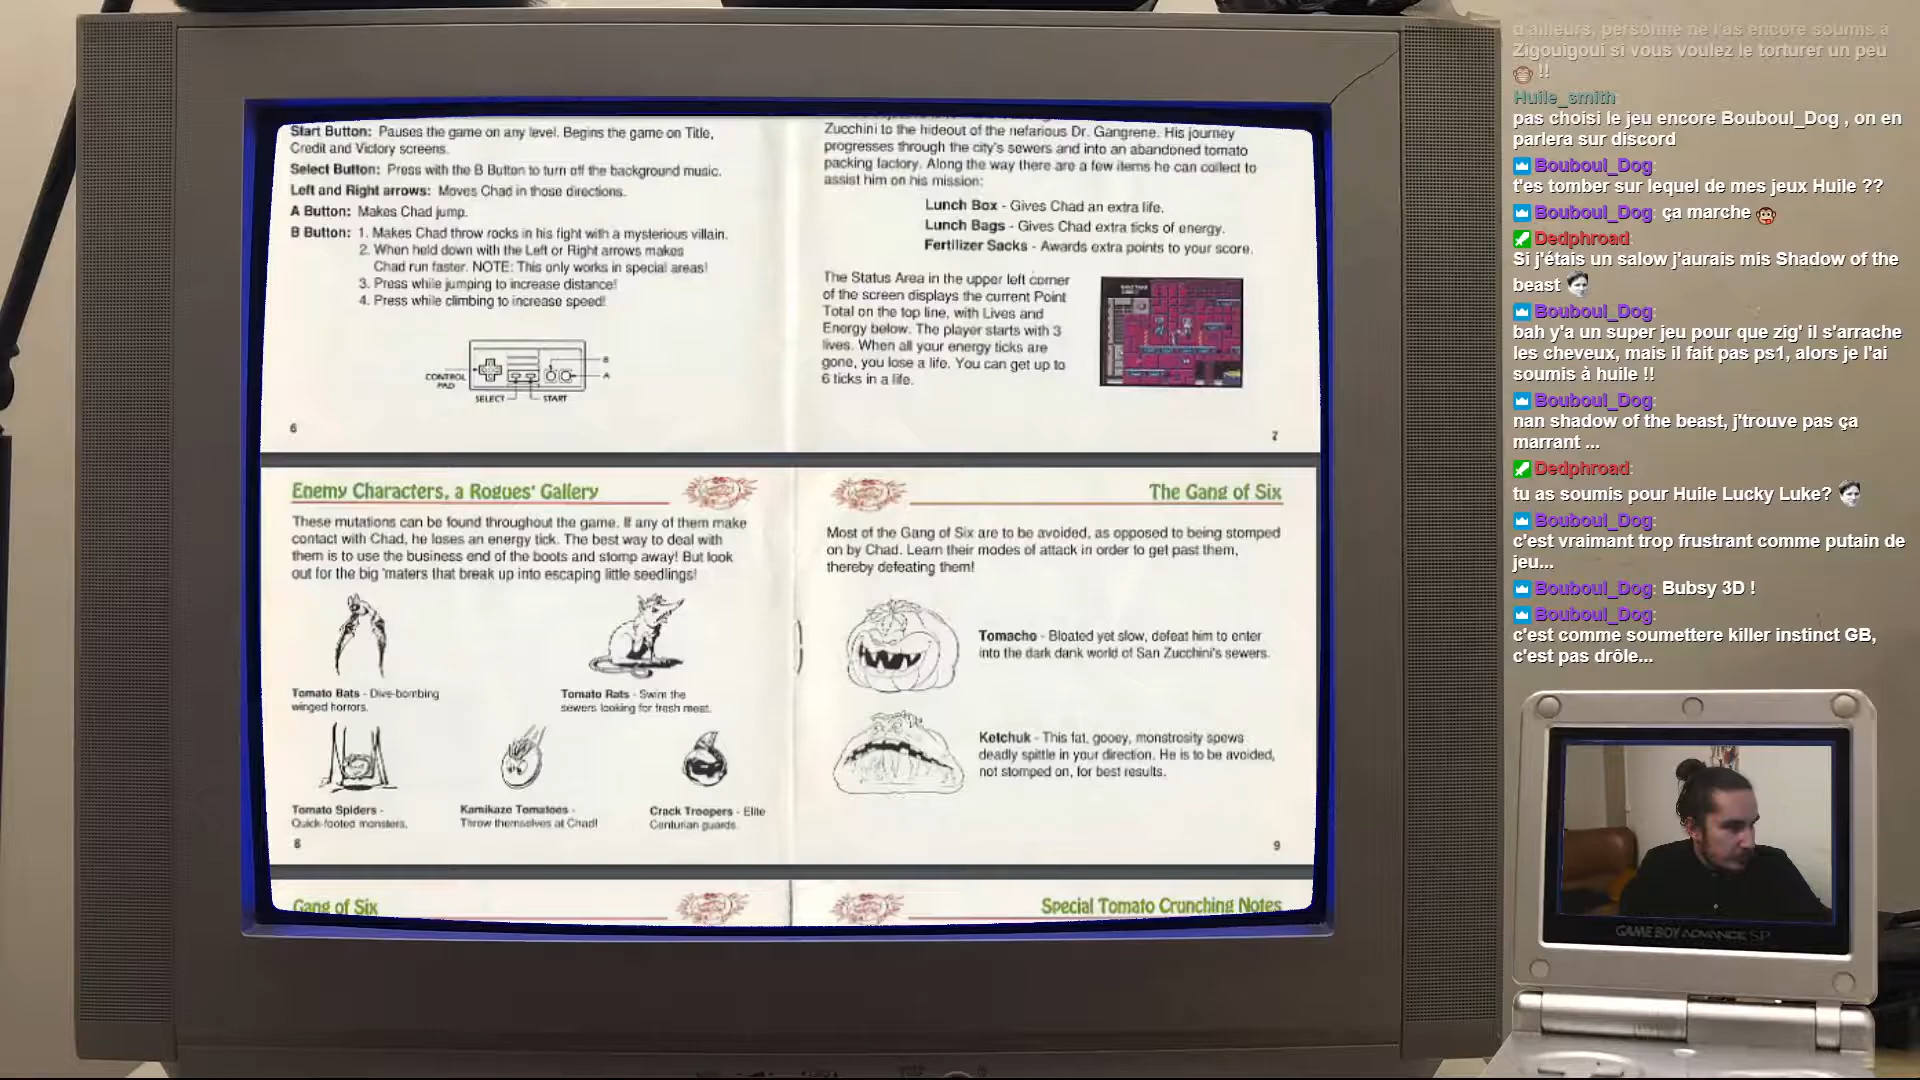 Start Button: Pauses the game on any level. Begins the game on Title,
Credit and Victory screens.
Select Button: Press with the B Button to turn off the background music.
Left and Right arrows: Moves Chad in those directions.
A Button: Makes Chad jump.
B Button: 1. Makes Chad throw rocks in his fight with a mysterious villain.
2. When held down with the Left or Right arrows makes
Chad run faster. NOTE: This only works in special areas!
3. Press while jumping to increase distance!
4. Press while climbing to increase speed!
CONTROL
PAD
B
A
SELECT
START
6
Zucchini to the hideout of the nefarious Dr. Gangrene. His journey
progresses through the city's sewers and into an abandoned tomato
packing factory. Along the way there are a few items he can collect to
assist him on his mission:
Lunch Box - Gives Chad an extra life.
Lunch Bags - Gives Chad extra ticks of energy.
Fertilizer Sacks - Awards extra points to your score.
The Status Area in the upper left corner
of the screen displays the current Point
Total on the top line, with Lives and
Energy below. The player starts with 3
lives. When all your energy ticks are
gone, you lose a life. You can get up to
6 ticks in a life.
7
Enemy Characters, a Rogues' Gallery
These mutations can be found throughout the game. If any of them make
contact with Chad, he loses an energy tick. The best way to deal with
them is to use the business end of the boots and stomp away! But look
out for the big 'maters that break up into escaping little seedlings!
Tomato Bats - Dive-bombing
winged horrors.
Tomato Rats - Swim the
sewers looking for fresh meat.
Tomato Spiders -
Quick-footed monsters.
Kamikaze Tomatoes -
Throw themselves at Chad!
Crack Troopers - Elite
Centurian guards.
8
The Gang of Six
Most of the Gang of Six are to be avoided, as opposed to being stomped
on by Chad. Learn their modes of attack in order to get past them,
thereby defeating them!
Tomacho - Bloated yet slow, defeat him to enter
into the dark dank world of San Zucchini's sewers.
Ketchuk - This fat, gooey, monstrosity spews
deadly spittle in your direction. He is to be avoided,
not stomped on, for best results.
9
Gang of Six
Special Tomato Crunching Notes
d'ailleurs, personne ne l'as encore soumis à
Zigouigoui si vous voulez le torturer un peu
!!
Huile_smith:
pas choisi le jeu encore Bouboul_Dog , on en
parlera sur discord
Bouboul_Dog:
t'es tomber sur lequel de mes jeux Huile ??
Bouboul_Dog: ça marche
Dedphroad:
Si j'étais un salow j'aurais mis Shadow of the
beast
Bouboul_Dog:
bah y'a un super jeu pour que zig' il s'arrache
les cheveux, mais il fait pas ps1, alors je l'ai
soumis à huile !!
Bouboul_Dog:
nan shadow of the beast, j'trouve pas ça
marrant ...
Dedphroad:
tu as soumis pour Huile Lucky Luke?
Bouboul_Dog:
c'est vraimant trop frustrant comme putain de
jeu...
Bouboul_Dog: Bubsy 3D !
Bouboul_Dog:
c'est comme soumettere killer instinct GB,
c'est pas drôle...
GAME BOY ADVANCE SP